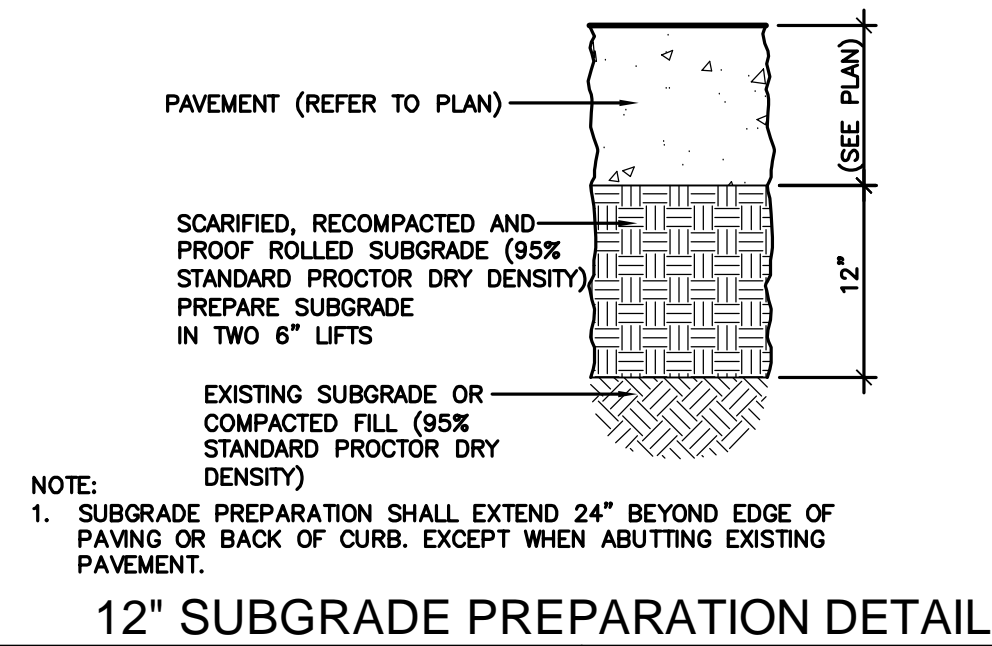 PAVEMENT (REFER TO PLAN)
(SEE PLAN)
SCARIFIED, RECOMPACTED AND
PROOF ROLLED SUBGRADE (95%
STANDARD PROCTOR DRY DENSITY)
PREPARE SUBGRADE
IN TWO 6" LIFTS
12"
EXISTING SUBGRADE OR
COMPACTED FILL (95%
STANDARD PROCTOR DRY
DENSITY)
NOTE:
1. SUBGRADE PREPARATION SHALL EXTEND 24" BEYOND EDGE OF
PAVING OR BACK OF CURB. EXCEPT WHEN ABUTTING EXISTING
PAVEMENT.
12" SUBGRADE PREPARATION DETAIL